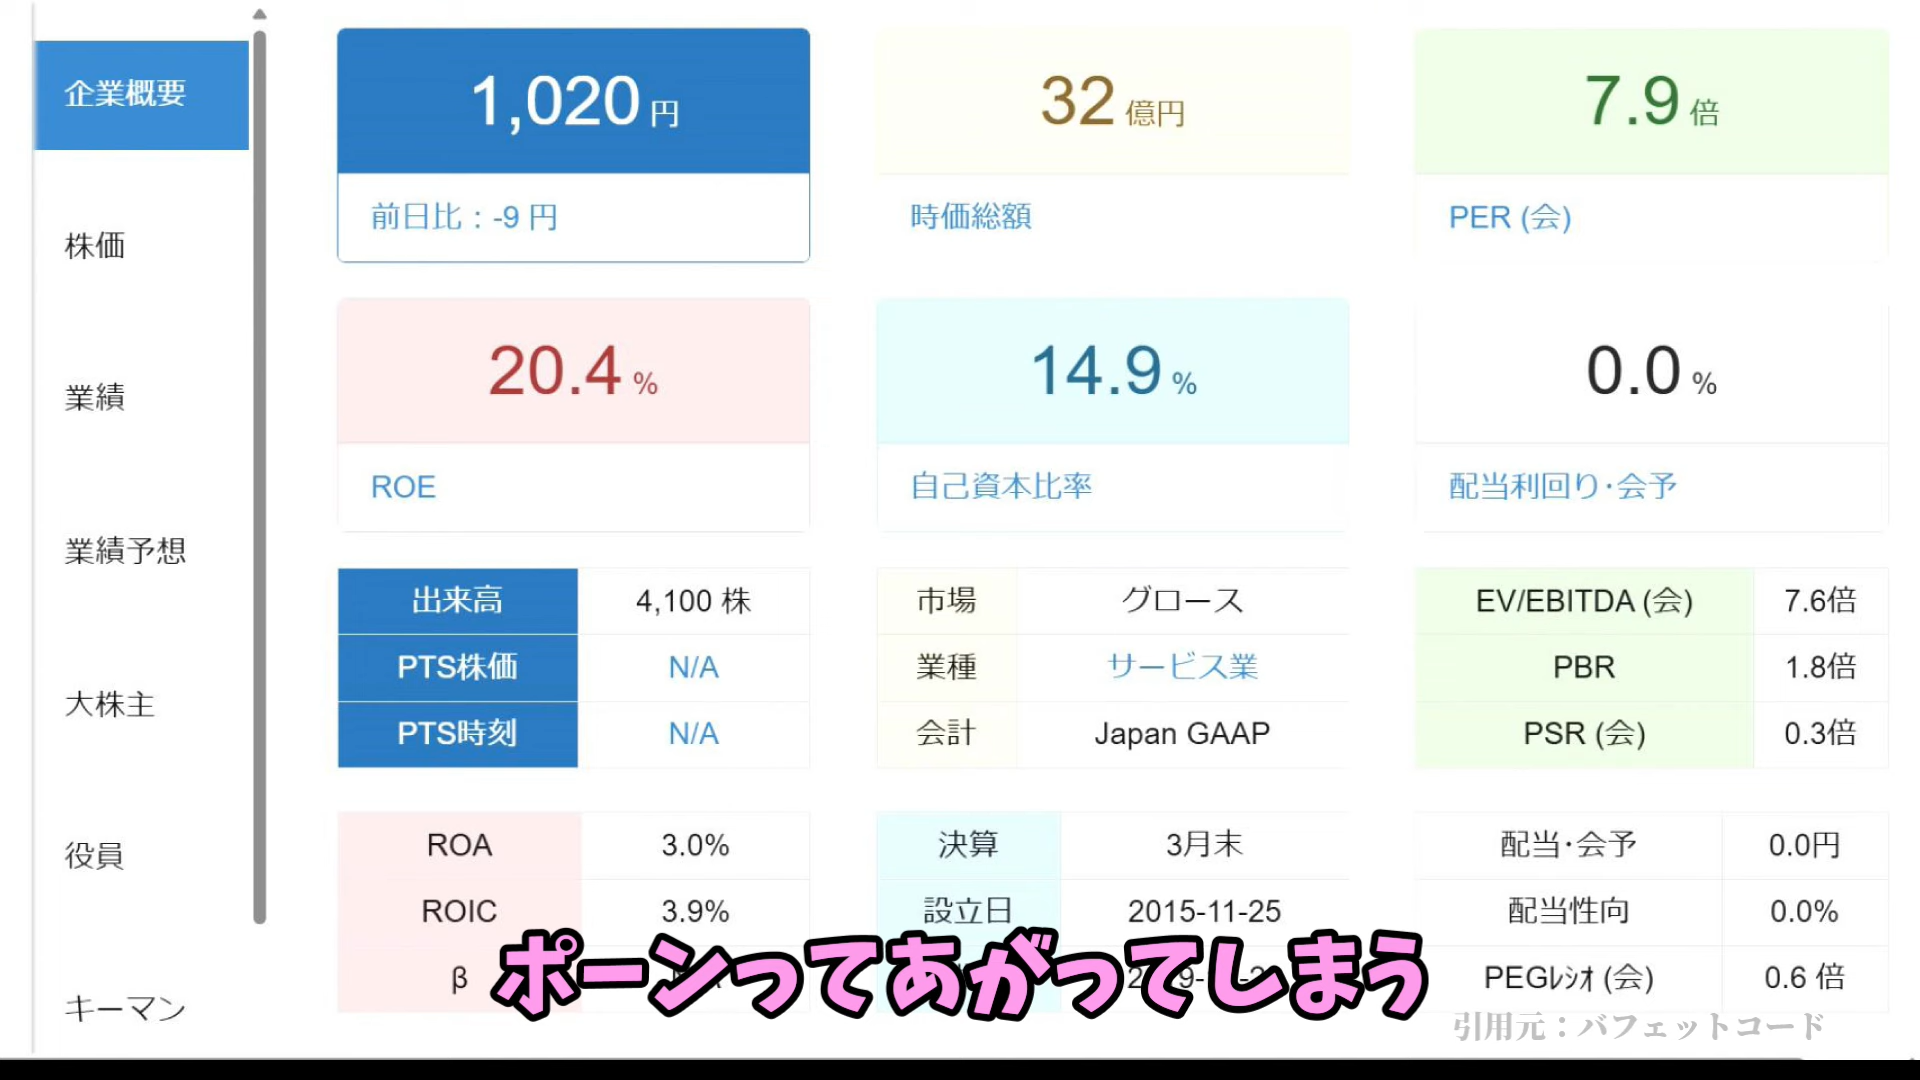 企業概要
株価
業績
業績予想
大株主
役員
キーマン
1,020 円
前日比：-9 円
32 億円
時価総額
7.9 倍
PER (会)
20.4 %
ROE
14.9 %
自己資本比率
0.0 %
配当利回り･会予
出来高 4,100 株
PTS株価 N/A
PTS時刻 N/A
市場 グロース
業種 サービス業
会計 Japan GAAP
EV/EBITDA (会) 7.6倍
PBR 1.8倍
PSR (会) 0.3倍
ROA 3.0%
ROIC 3.9%
β
決算 3月末
設立日 2015-11-25
配当･会予 0.0円
配当性向 0.0%
PEGﾚｼｵ (会) 0.6 倍
ポーンってあがってしまう
引用元：バフェットコード